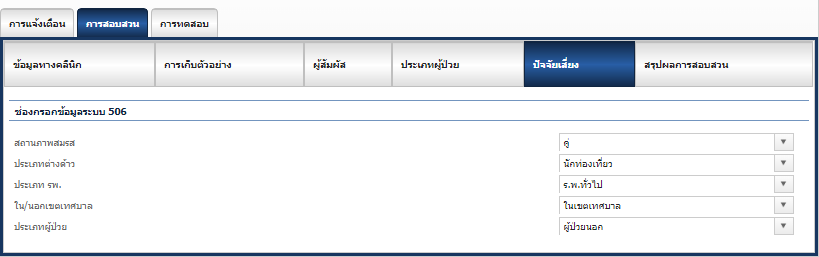 การแจ้งเตือน การสอบสวน การทดสอบ
ข้อมูลทางคลินิก การเก็บตัวอย่าง ผู้สัมผัส ประเภทผู้ป่วย ปัจจัยเสี่ยง สรุปผลการสอบสวน
ช่องกรอกข้อมูลระบบ 506
สถานภาพสมรส คู่
ประเภทต่างด้าว นักท่องเที่ยว
ประเภท รพ. ร.พ.ทั่วไป
ใน/นอกเขตเทศบาล ในเขตเทศบาล
ประเภทผู้ป่วย ผู้ป่วยนอก